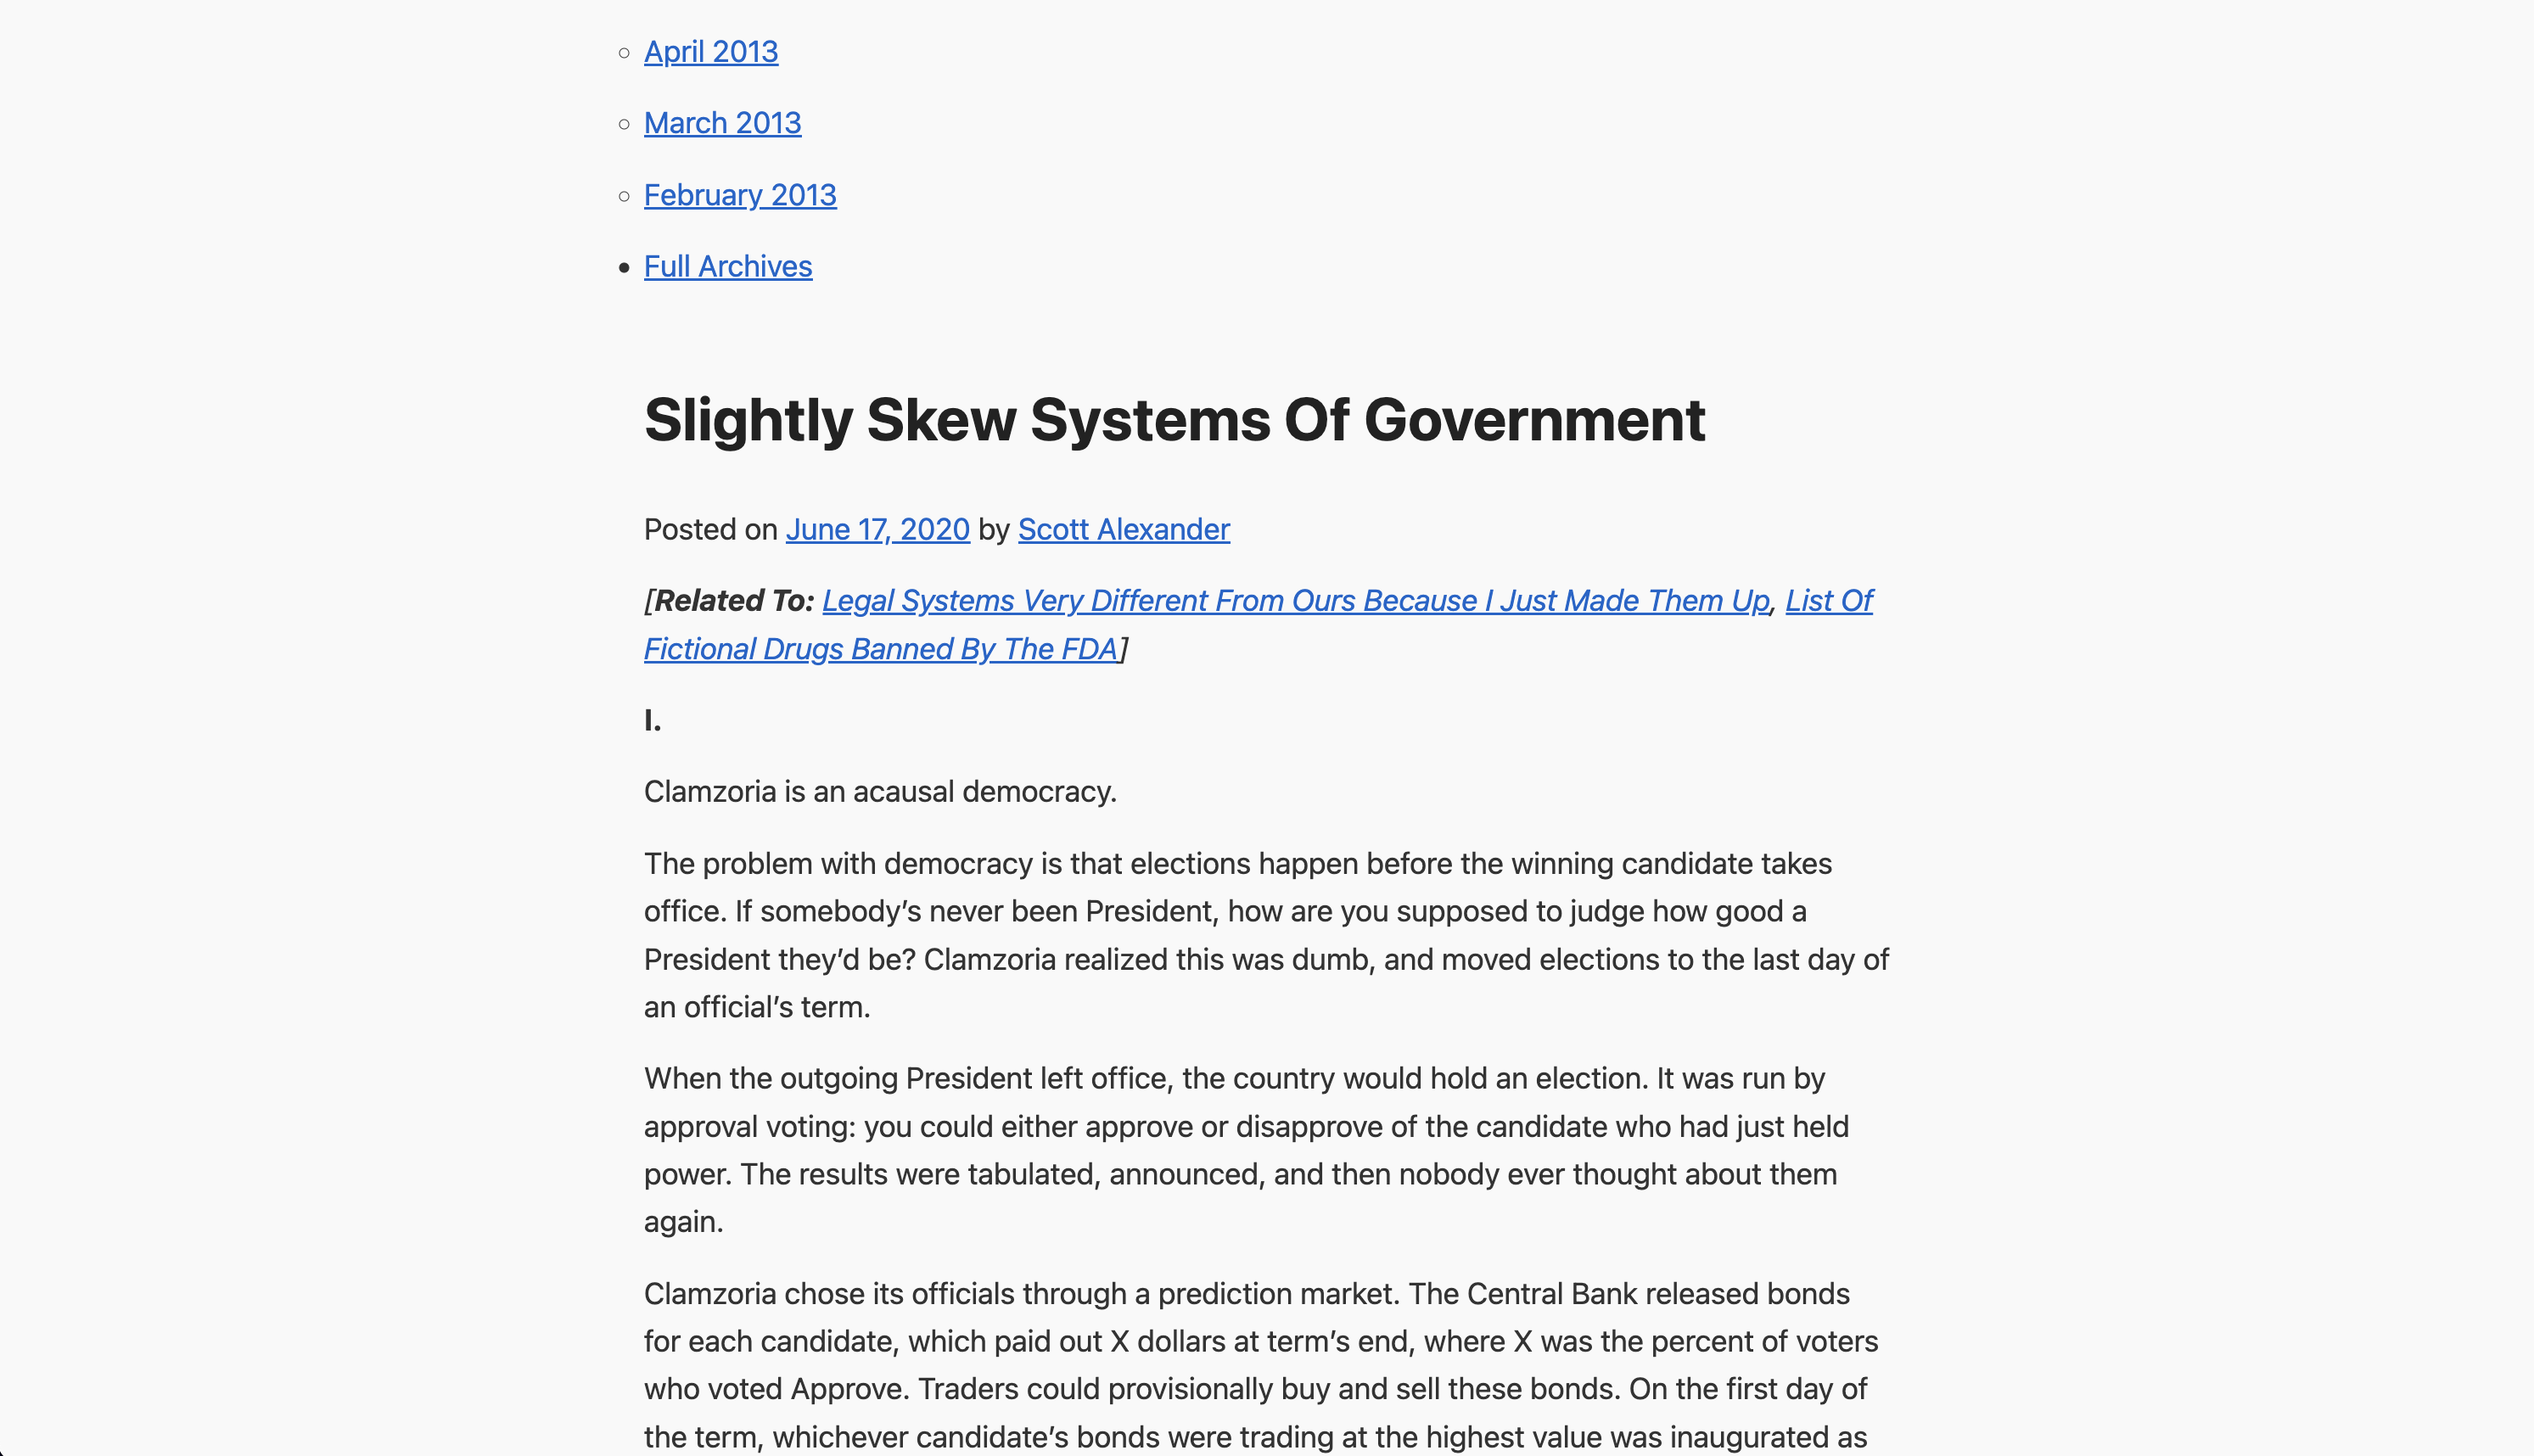 April 2013
March 2013
February 2013
Full Archives
Slightly Skew Systems Of Government
Posted on June 17, 2020 by Scott Alexander
[Related To: Legal Systems Very Different From Ours Because I Just Made Them Up, List Of
Fictional Drugs Banned By The FDA]
I.
Clamzoria is an acausal democracy.
The problem with democracy is that elections happen before the winning candidate takes
office. If somebody’s never been President, how are you supposed to judge how good a
President they’d be? Clamzoria realized this was dumb, and moved elections to the last day of
an official’s term.
When the outgoing President left office, the country would hold an election. It was run by
approval voting: you could either approve or disapprove of the candidate who had just held
power. The results were tabulated, announced, and then nobody ever thought about them
again.
Clamzoria chose its officials through a prediction market. The Central Bank released bonds
for each candidate, which paid out X dollars at term’s end, where X was the percent of voters
who voted Approve. Traders could provisionally buy and sell these bonds. On the first day of
the term, whichever candidate’s bonds were trading at the highest value was inaugurated as